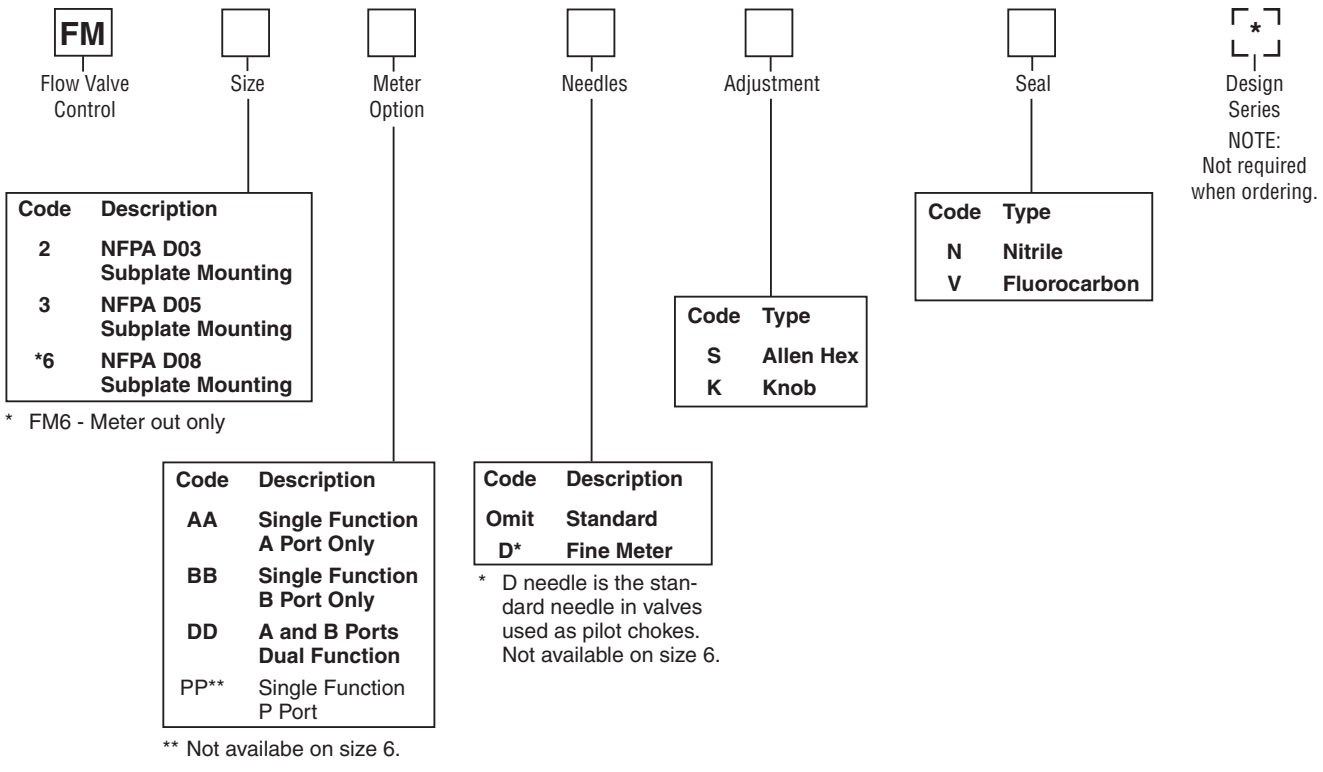 FM
*
Flow Valve
Control
Size
Meter
Option
Needles
Adjustment
Seal
Design
Series
NOTE:
Not required
when ordering.
Code Description
2 NFPA D03
Subplate Mounting
3 NFPA D05
Subplate Mounting
*6 NFPA D08
Subplate Mounting
* FM6 - Meter out only
Code Description
AA Single Function
A Port Only
BB Single Function
B Port Only
DD A and B Ports
Dual Function
PP** Single Function
P Port
** Not availabe on size 6.
Code Description
Omit Standard
D* Fine Meter
* D needle is the stan-
dard needle in valves
used as pilot chokes.
Not available on size 6.
Code Type
S Allen Hex
K Knob
Code Type
N Nitrile
V Fluorocarbon